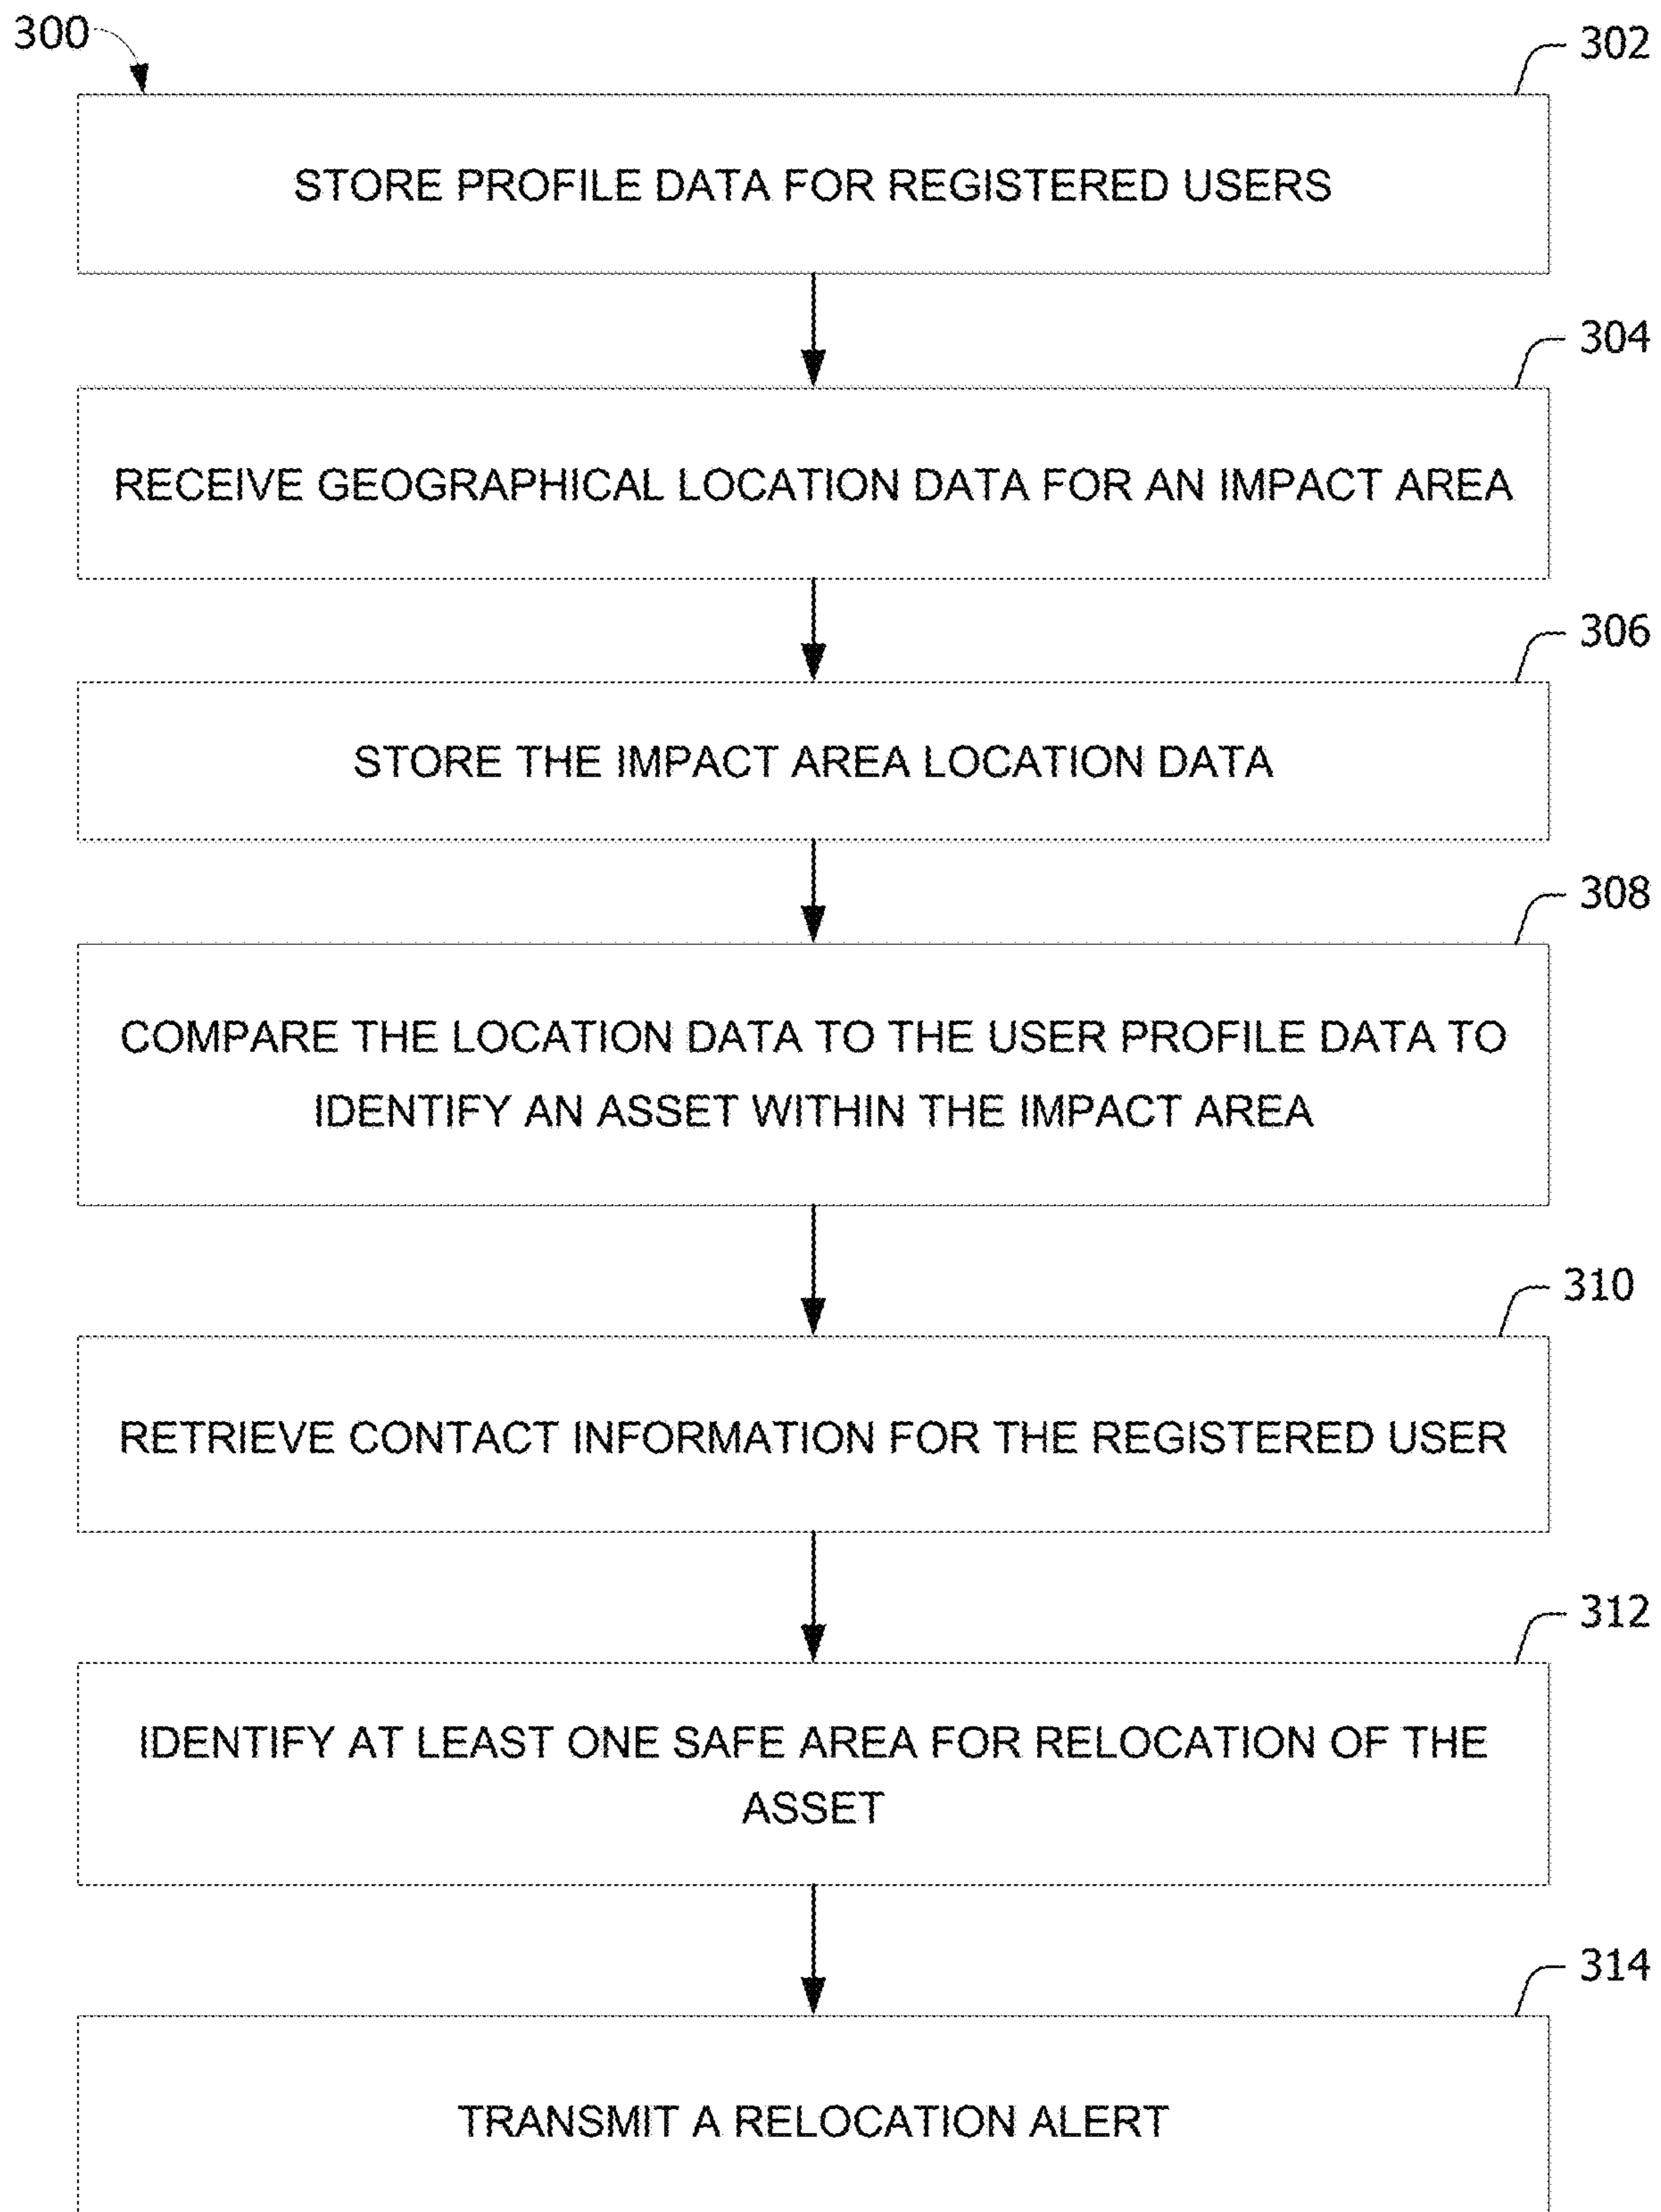 300
302
STORE PROFILE DATA FOR REGISTERED USERS
304
RECEIVE GEOGRAPHICAL LOCATION DATA FOR AN IMPACT AREA
306
STORE THE IMPACT AREA LOCATION DATA
308
COMPARE THE LOCATION DATA TO THE USER PROFILE DATA TO
IDENTIFY AN ASSET WITHIN THE IMPACT AREA
310
RETRIEVE CONTACT INFORMATION FOR THE REGISTERED USER
312
IDENTIFY AT LEAST ONE SAFE AREA FOR RELOCATION OF THE
ASSET
314
TRANSMIT A RELOCATION ALERT